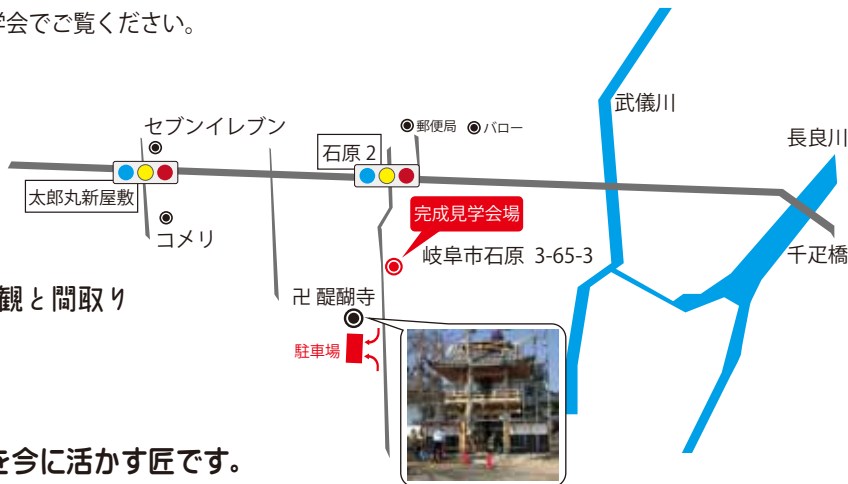 学会でご覧ください。
武儀川
セブンイレブン
郵便局
バロー
長良川
石原 2
太郎丸新屋敷
完成見学会場
コメリ
岐阜市石原 3-65-3
千疋橋
観と間取り
卍 醍醐寺
駐車場
を今に活かす匠です。